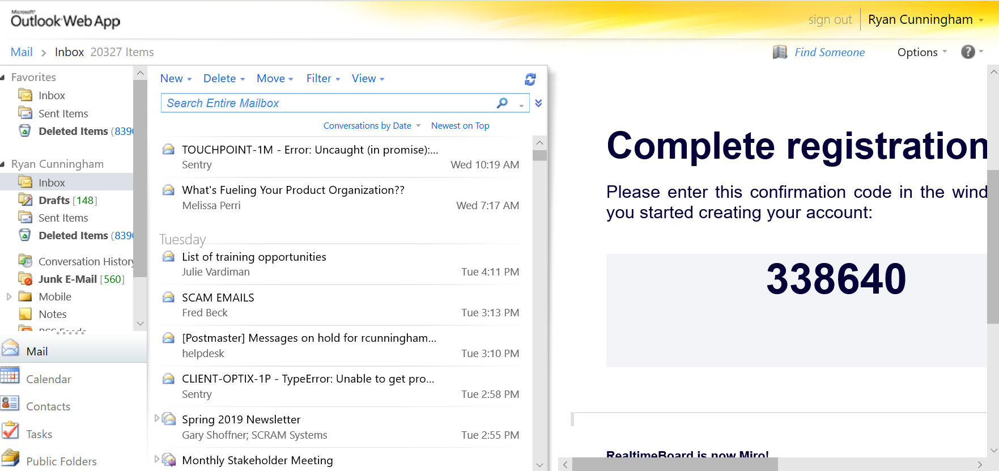 Microsoft®
Outlook Web App
sign out
Ryan Cunningham
Mail > Inbox 20327 Items
Find Someone
Options
?
Favorites
Inbox
Sent Items
Deleted Items (839
Ryan Cunningham
Inbox
Drafts [148]
Sent Items
Deleted Items (839
Conversation History
Junk E-Mail [560]
Mobile
Notes
RSS Feeds
Mail
Calendar
Contacts
Tasks
Public Folders
New Delete Move Filter View
Search Entire Mailbox
Conversations by Date Newest on Top
TOUCHPOINT-1M - Error: Uncaught (in promise):...
Sentry Wed 10:19 AM
What's Fueling Your Product Organization??
Melissa Perri Wed 7:17 AM
Tuesday
List of training opportunities
Julie Vardiman Tue 4:11 PM
SCAM EMAILS
Fred Beck Tue 3:13 PM
[Postmaster] Messages on hold for rcunningham...
helpdesk Tue 3:10 PM
CLIENT-OPTIX-1P - TypeError: Unable to get pro...
Sentry Tue 2:58 PM
Spring 2019 Newsletter
Gary Shoffner; SCRAM Systems Tue 2:55 PM
Monthly Stakeholder Meeting
Complete registration
Please enter this confirmation code in the wind
you started creating your account:
338640
RealtimeBoard is now Miro!